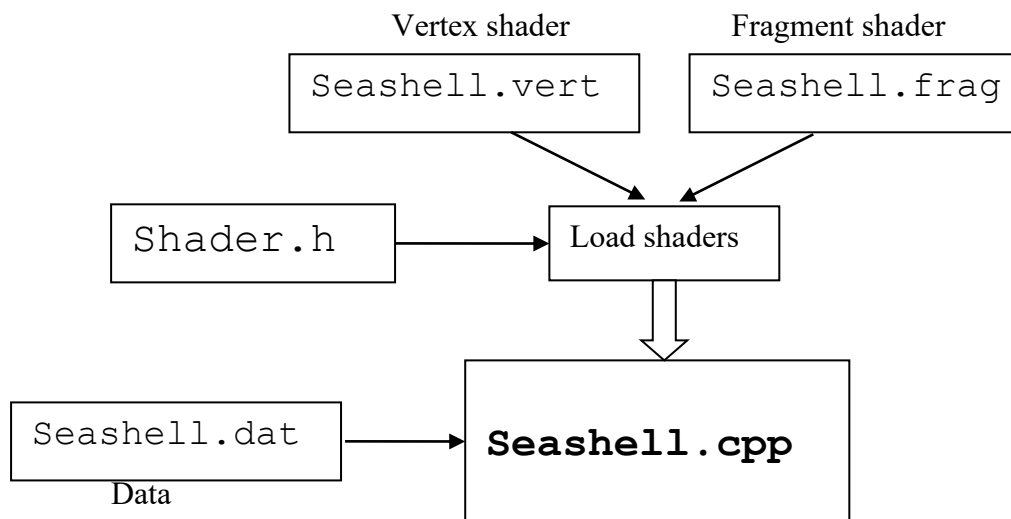 Vertex shader
Fragment shader
Seashell.vert
Seashell.frag
Shader.h
Load shaders
Seashell.dat
Seashell.cpp
Data